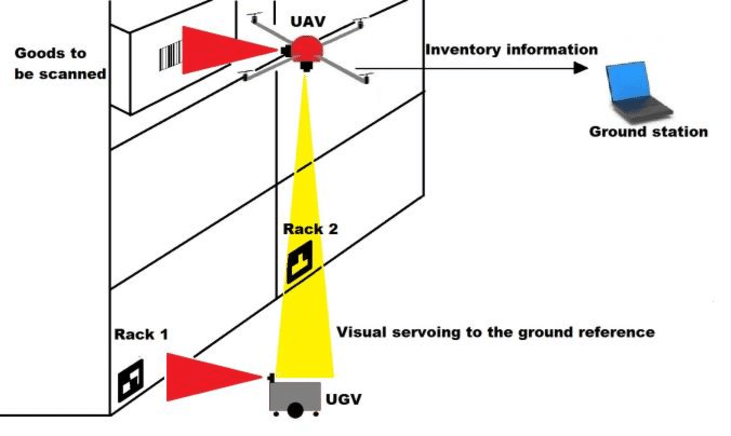 UAV
Goods to
be scanned
Inventory information
Ground station
Rack 2
Rack 1
Visual servoing to the ground reference
UGV